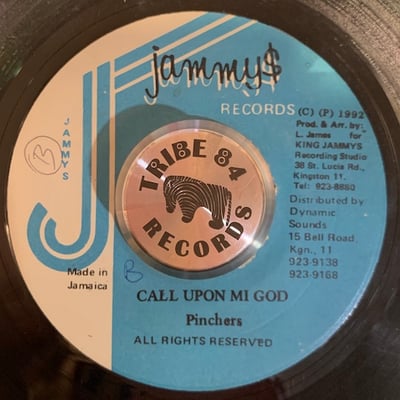 jammy$
Jammys
RECORDS
(C) (P) 1992
Prod & Arr. by:
L. James for
KING JAMMYS
Recording Studio
38 St. Lucia Rd.,
Kingston 11.
Tel: 923-8860
Distributed by
Dynamic
Sounds
15 Bell Road,
Kgn., 11
923-9138
923-9168
JAMMYS
B
TRIBE 84
RECORDS
Made in
Jamaica
B
CALL UPON MI GOD
Pinchers
ALL RIGHTS RESERVED